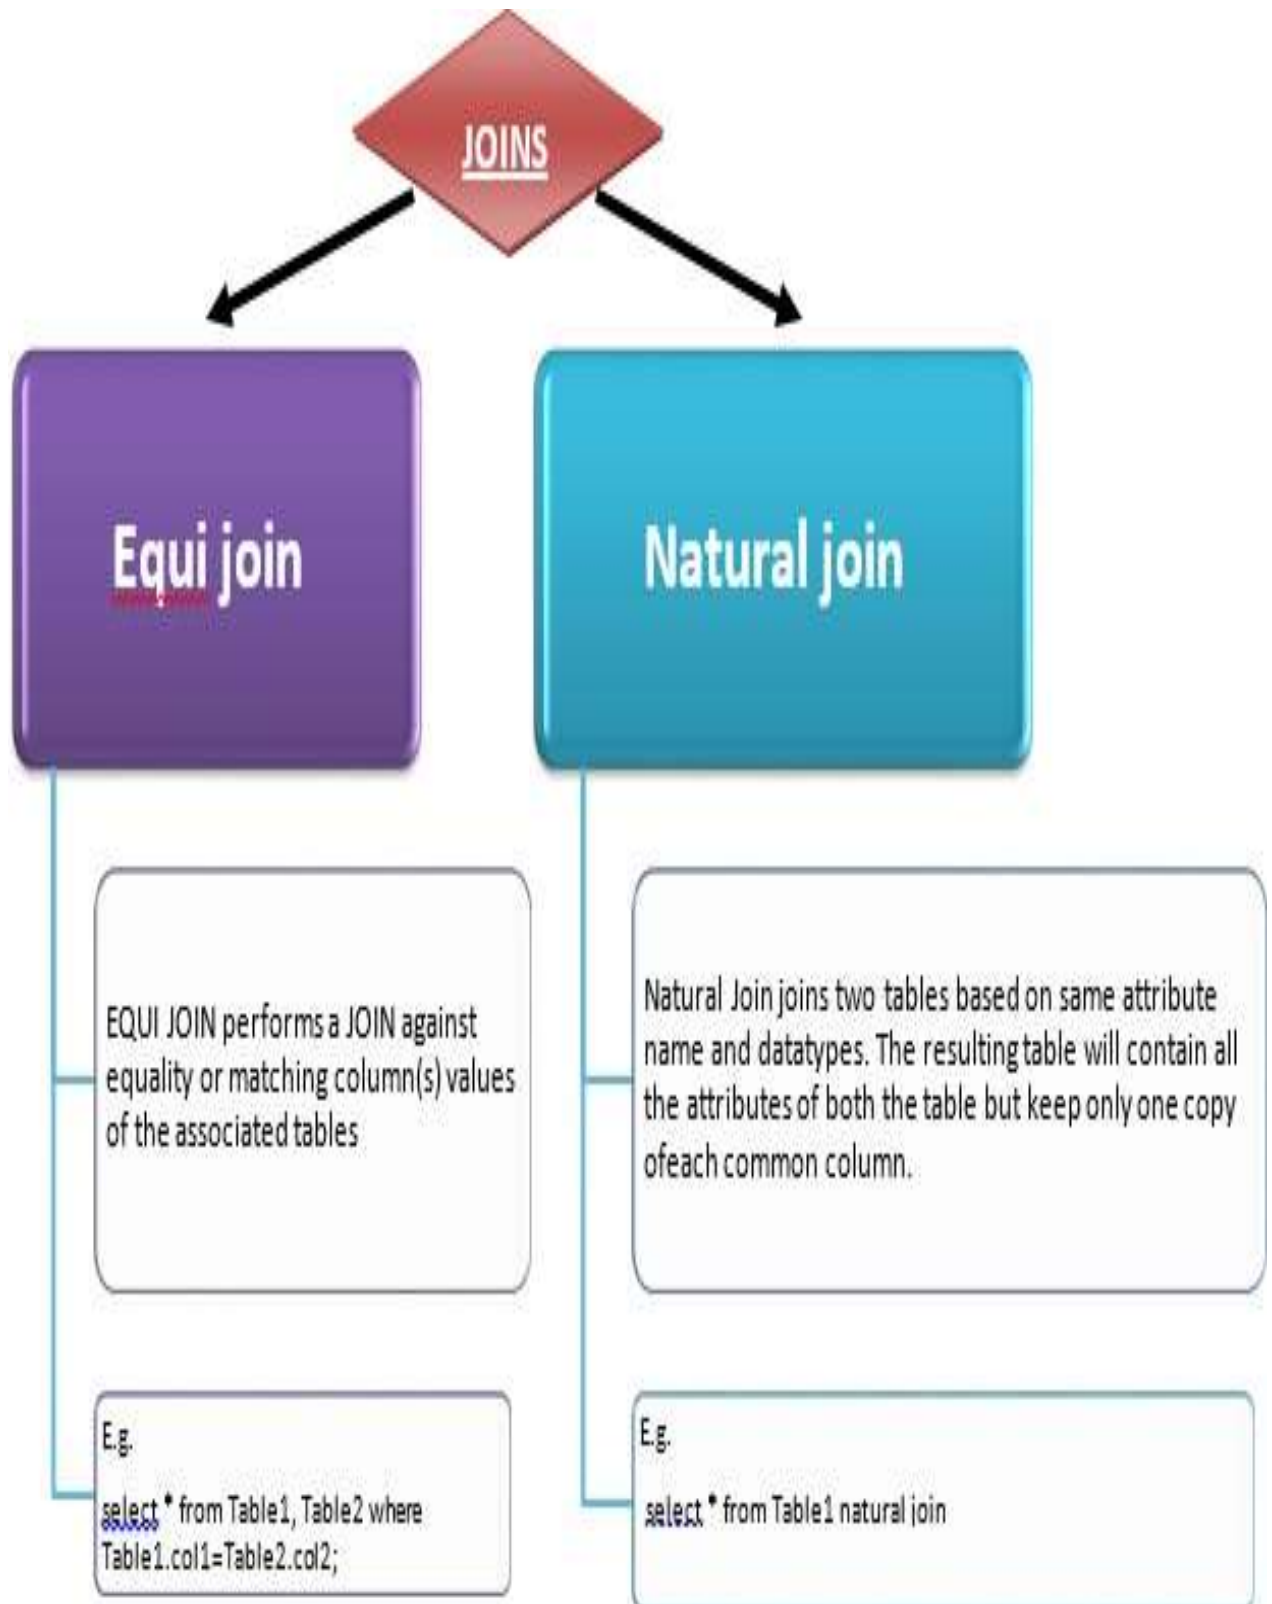 JOINS
Equi join
Natural join
EQUI JOIN performs a JOIN against
equality or matching column(s) values
of the associated tables
Natural Join joins two tables based on same attribute
name and datatypes. The resulting table will contain all
the attributes of both the table but keep only one copy
ofeach common column.
E.g.
select * from Table1, Table2 where
Table1.col1=Table2.col2;
E.g.
select * from Table1 natural join